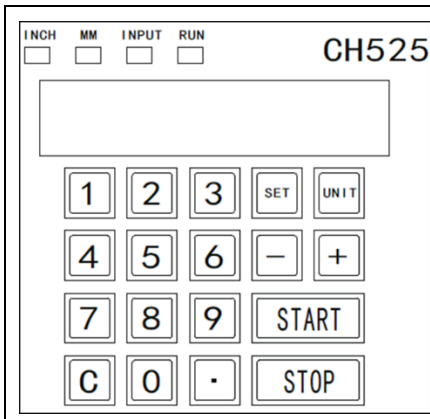 INCH MM INPUT RUN
CH525
1 2 3 SET UNIT
4 5 6 − +
7 8 9 START
C 0 · STOP